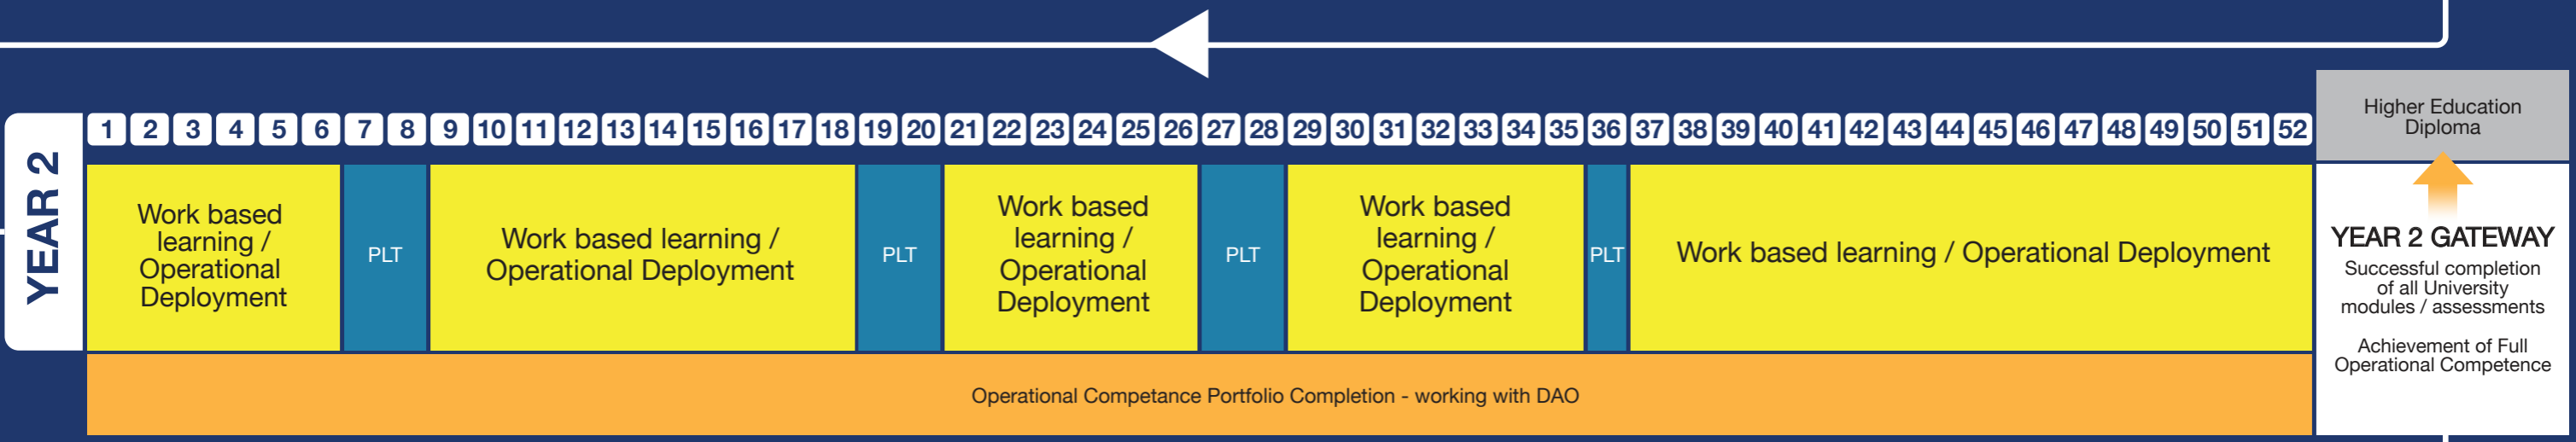 YEAR 2
1 2 3 4 5 6 7 8 9 10 11 12 13 14 15 16 17 18 19 20 21 22 23 24 25 26 27 28 29 30 31 32 33 34 35 36 37 38 39 40 41 42 43 44 45 46 47 48 49 50 51 52
Work based
learning /
Operational
Deployment
PLT
Work based learning /
Operational Deployment
PLT
Work based
learning /
Operational
Deployment
PLT
Work based
learning /
Operational
Deployment
PLT
Work based learning / Operational Deployment
Operational Competance Portfolio Completion - working with DAO
Higher Education
Diploma
YEAR 2 GATEWAY
Successful completion
of all University
modules / assessments
Achievement of Full
Operational Competence